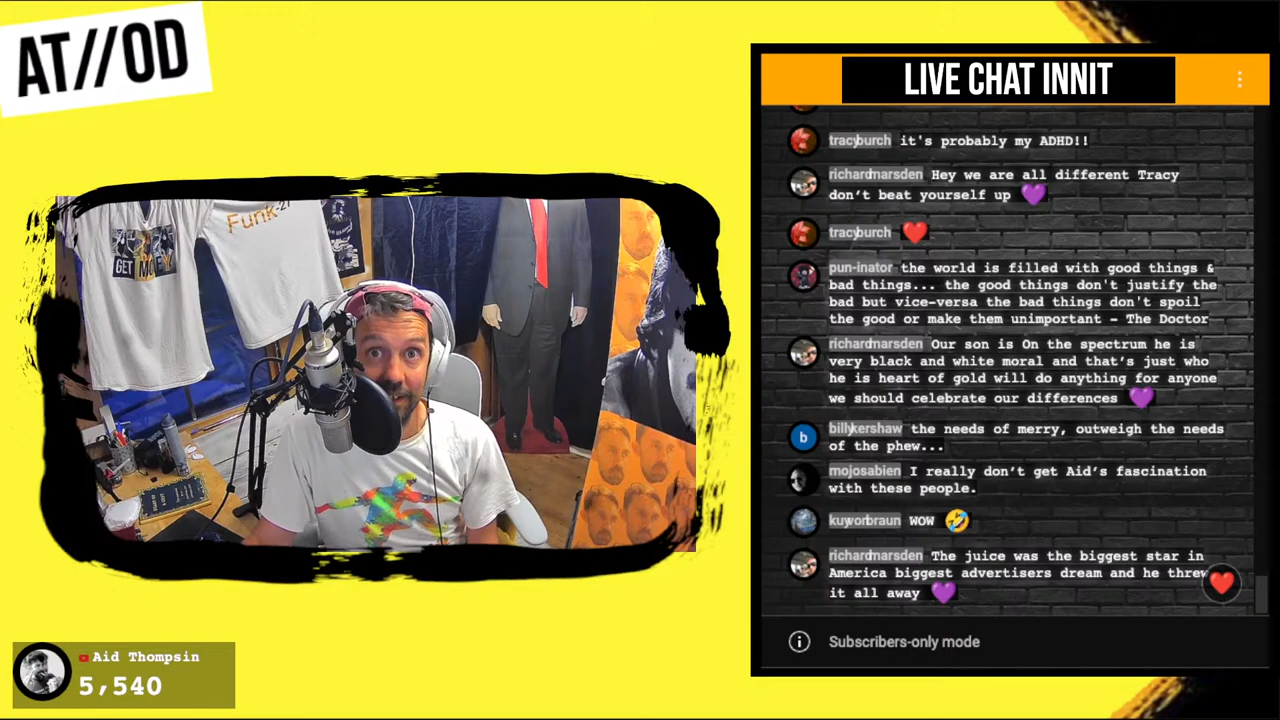 AT//OD
LIVE CHAT INNIT
tracyburch it's probably my ADHD!!
richardmarsden Hey we are all different Tracy
don’t beat yourself up 💜
tracyburch ❤️
pun-inator the world is filled with good things &
bad things... the good things don't justify the
bad but vice-versa the bad things don't spoil
the good or make them unimportant - The Doctor
richardmarsden Our son is On the spectrum he is
very black and white moral and that’s just who
he is heart of gold will do anything for anyone
we should celebrate our differences 💜
b
billykershaw the needs of merry, outweigh the needs
of the phew...
mojosabien I really don’t get Aid’s fascination
with these people.
kuyworbraun WOW 🤣
richardmarsden The juice was the biggest star in
America biggest advertisers dream and he threw
it all away 💜
Subscribers-only mode
GET
Funk-
Aid Thompsin
5,540